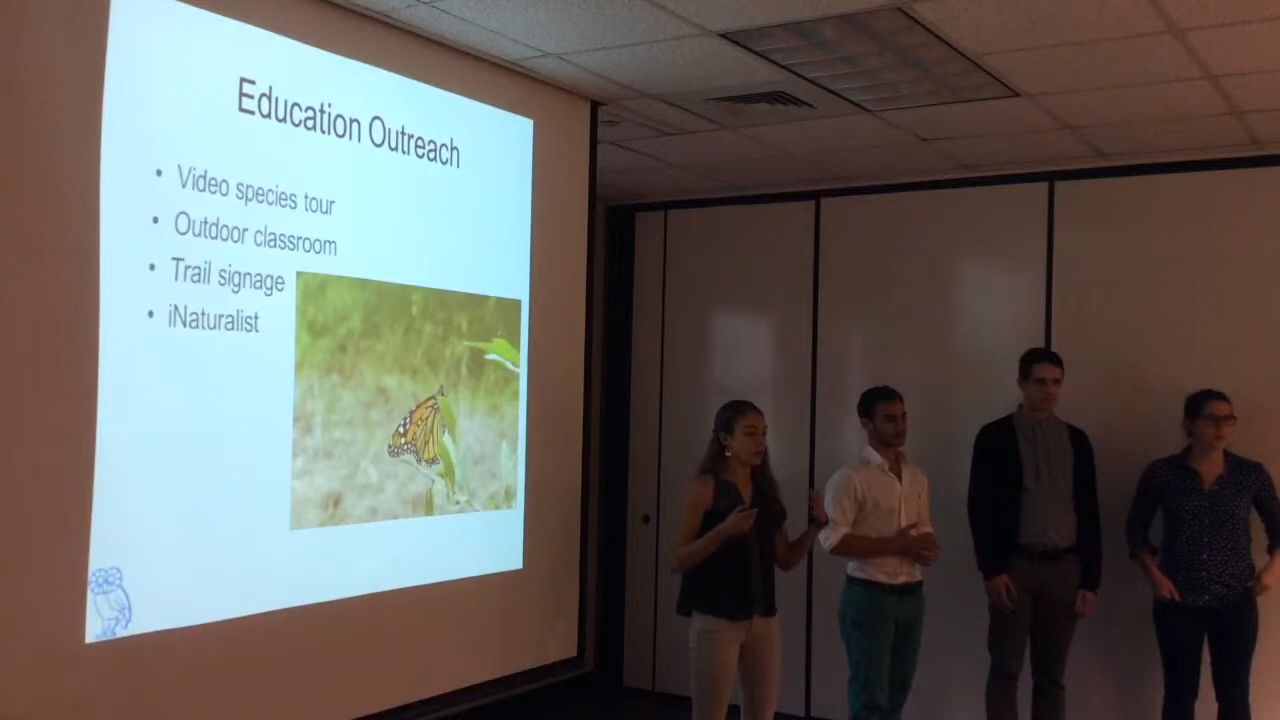 Education Outreach
• Video species tour
• Outdoor classroom
• Trail signage
• iNaturalist